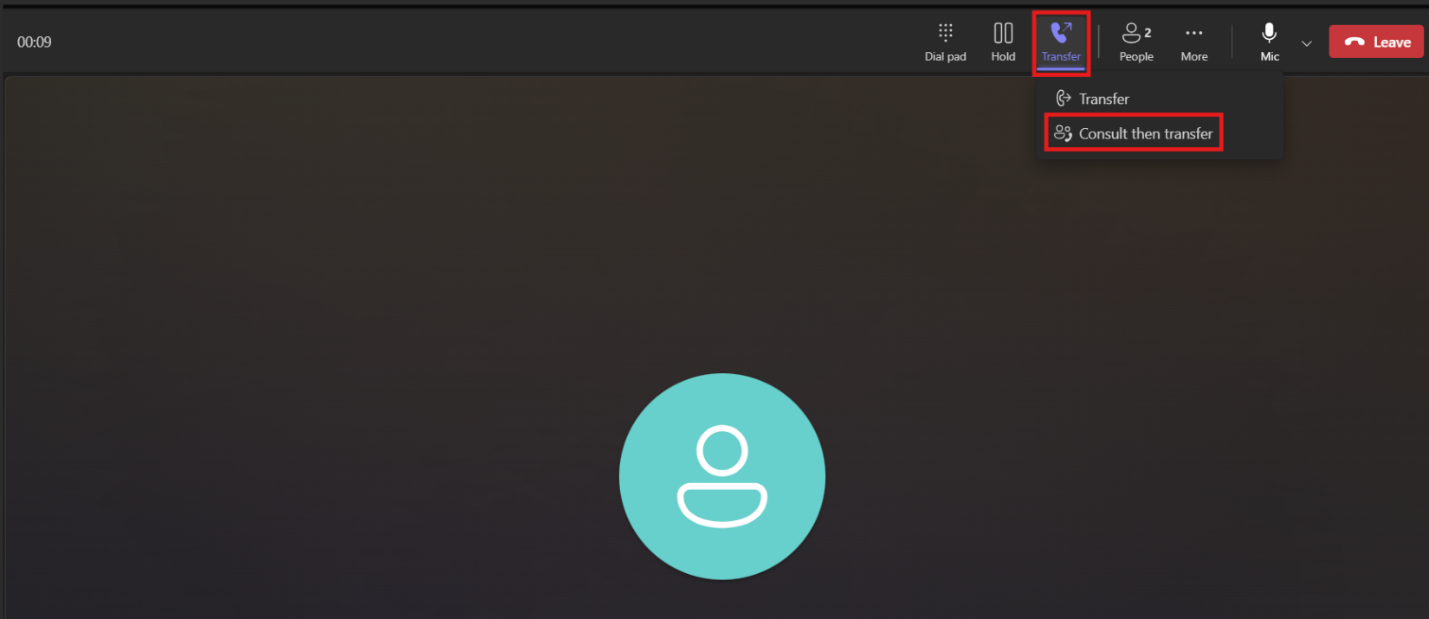 00:09
Dial pad
Hold
Transfer
2
People
More
Mic
Leave
Transfer
Consult then transfer